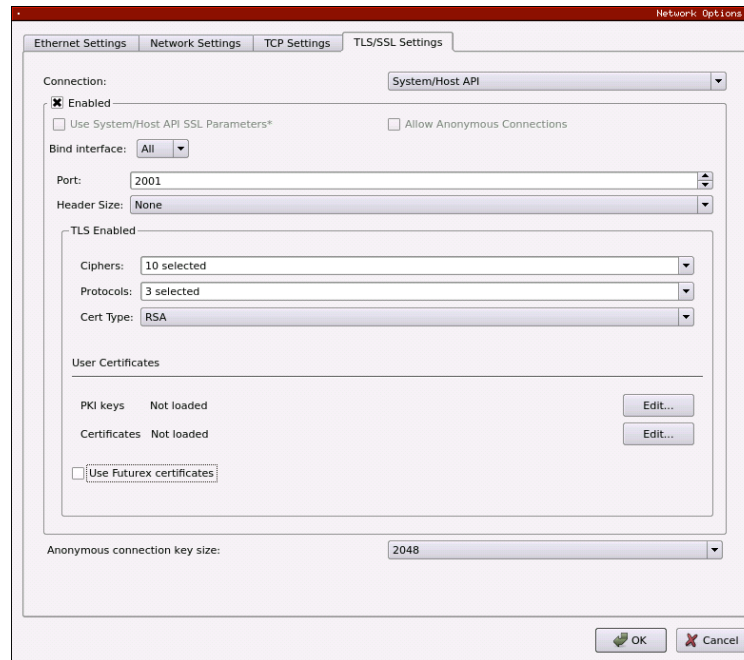 Network Options
Ethernet Settings Network Settings TCP Settings TLS/SSL Settings
Connection: System/Host API
Enabled
Use System/Host API SSL Parameters* Allow Anonymous Connections
Bind interface: All
Port: 2001
Header Size: None
TLS Enabled
Ciphers: 10 selected
Protocols: 3 selected
Cert Type: RSA
User Certificates
PKI keys Not loaded Edit...
Certificates Not loaded Edit...
Use Futurex certificates
Anonymous connection key size: 2048
OK Cancel